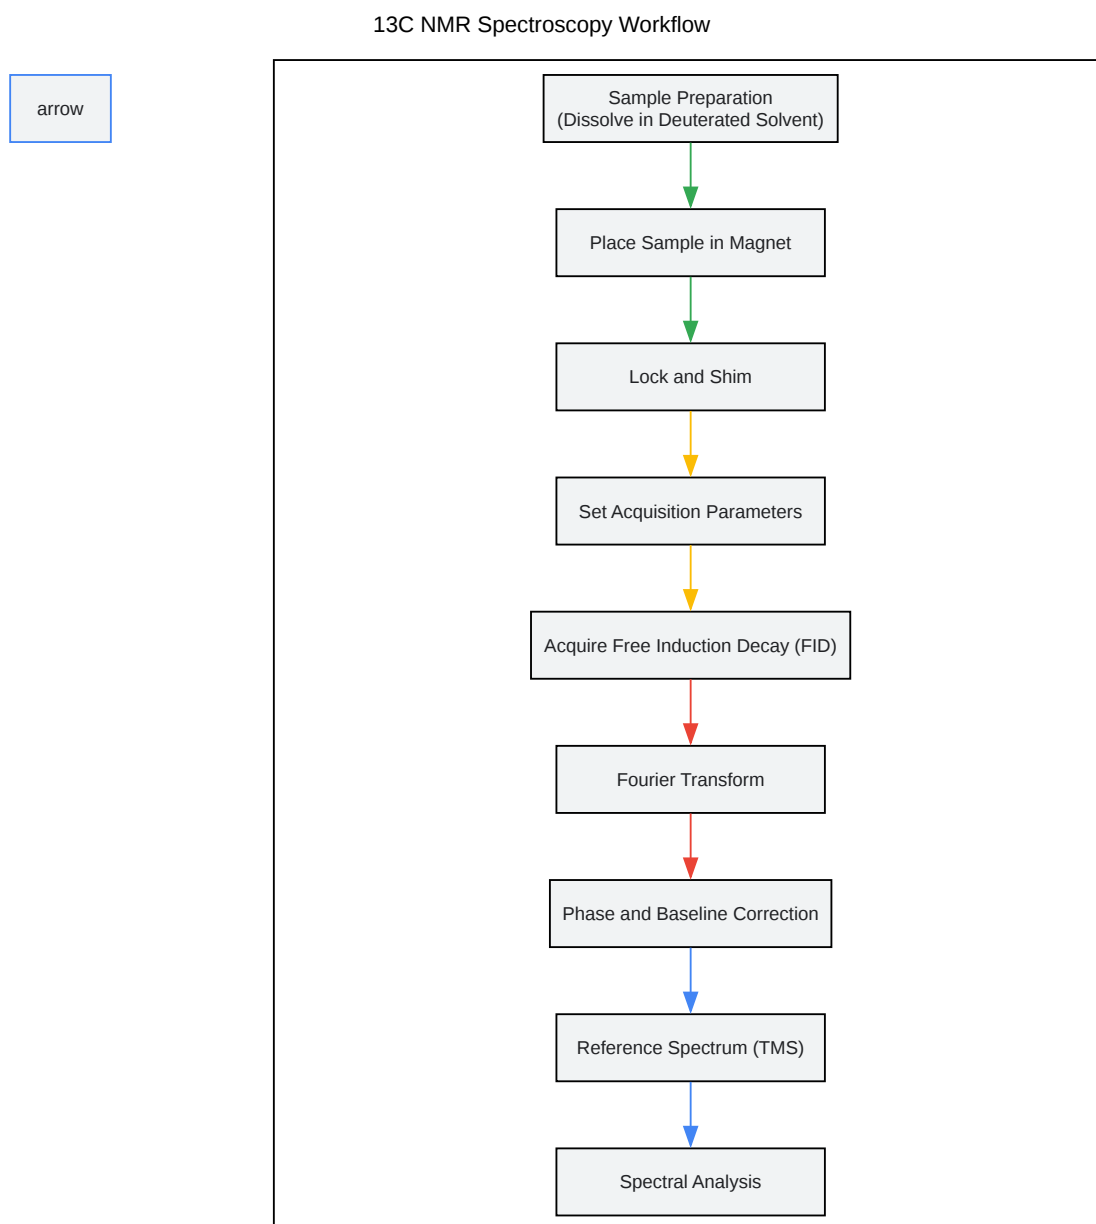 13C NMR Spectroscopy Workflow
arrow
Sample Preparation
(Dissolve in Deuterated Solvent)
Place Sample in Magnet
Lock and Shim
Set Acquisition Parameters
Acquire Free Induction Decay (FID)
Fourier Transform
Phase and Baseline Correction
Reference Spectrum (TMS)
Spectral Analysis